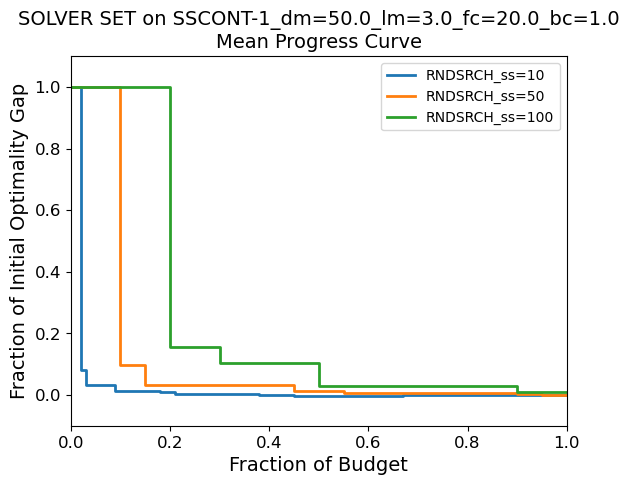 SOLVER SET on SSCONT-1_dm=50.0_lm=3.0_fc=20.0_bc=1.0
Mean Progress Curve
RNDSRCH_ss=10
RNDSRCH_ss=50
RNDSRCH_ss=100
Fraction of Initial Optimality Gap
1.0
0.8
0.6
0.4
0.2
0.0
0.0 0.2 0.4 0.6 0.8 1.0
Fraction of Budget